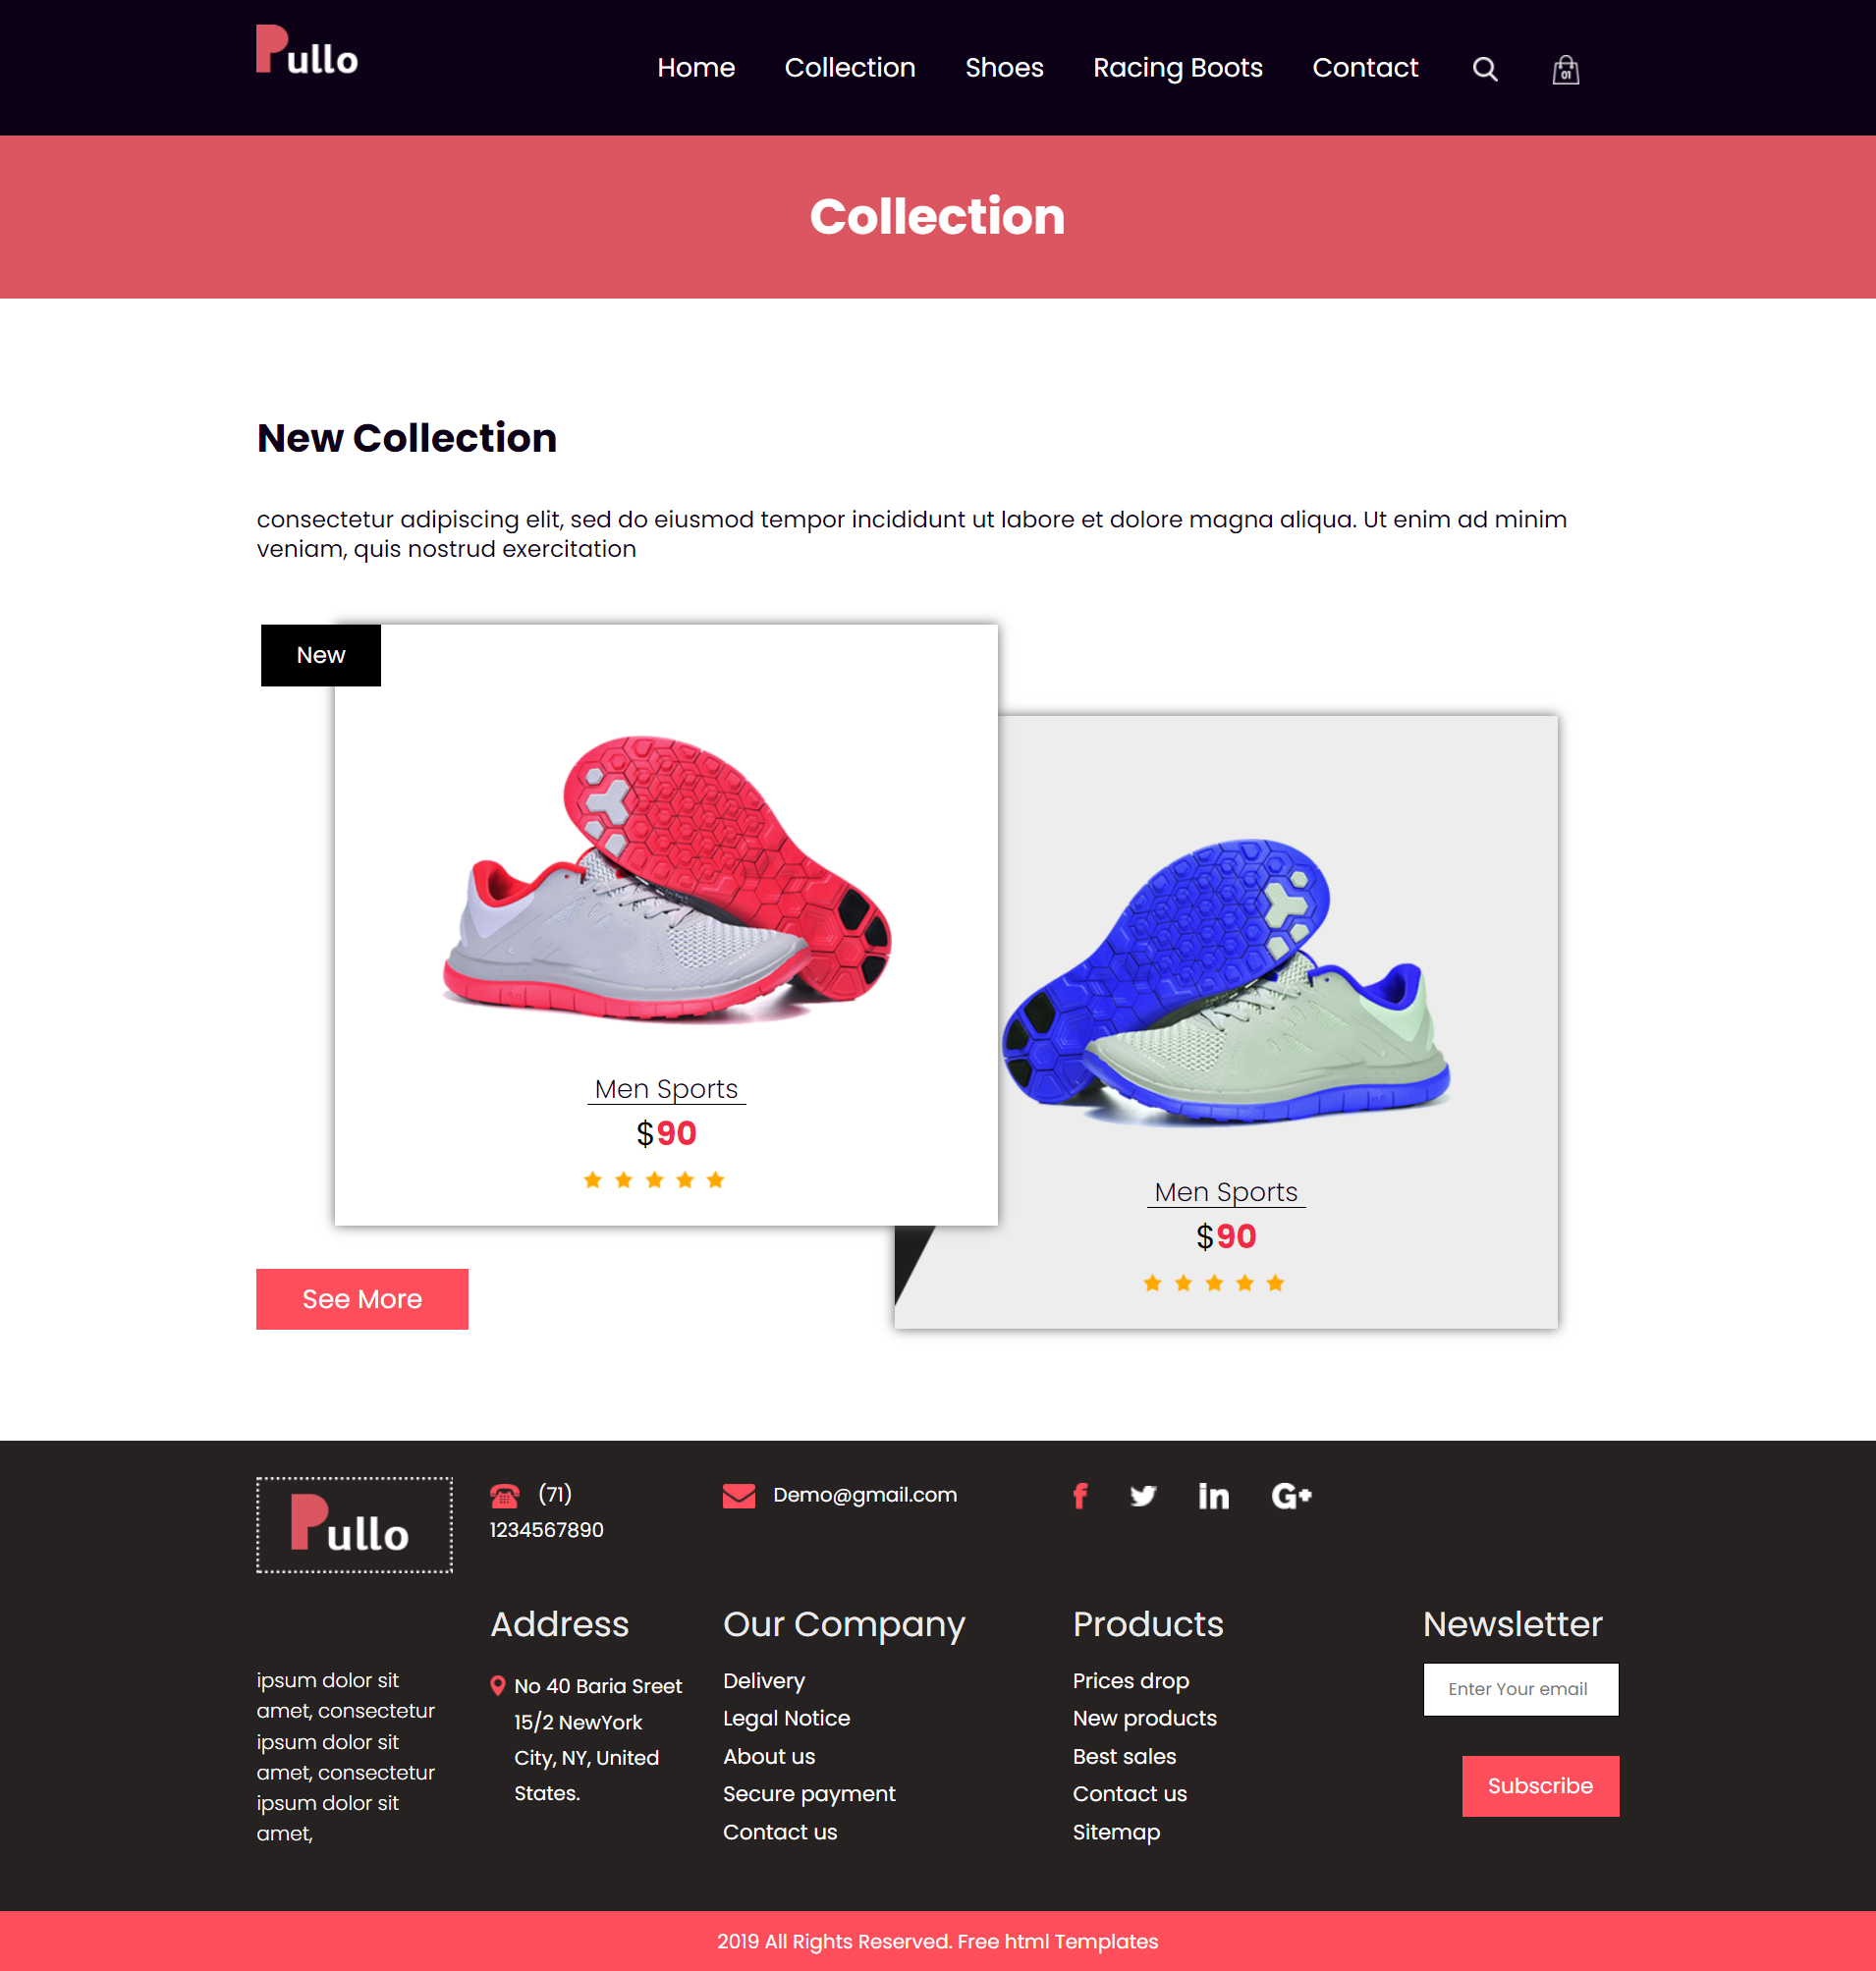 Pullo
Home Collection Shoes Racing Boots Contact 01
Collection
New Collection
consectetur adipiscing elit, sed do eiusmod tempor incididunt ut labore et dolore magna aliqua. Ut enim ad minim
veniam, quis nostrud exercitation
New
Men Sports
$90
Men Sports
$90
See More
Pullo
(71)
1234567890
Demo@gmail.com
f in G+
ipsum dolor sit
amet, consectetur
ipsum dolor sit
amet, consectetur
ipsum dolor sit
amet,
Address
No 40 Baria Sreet
15/2 NewYork
City, NY, United
States.
Our Company
Delivery
Legal Notice
About us
Secure payment
Contact us
Products
Prices drop
New products
Best sales
Contact us
Sitemap
Newsletter
Enter Your email
Subscribe
2019 All Rights Reserved. Free html Templates